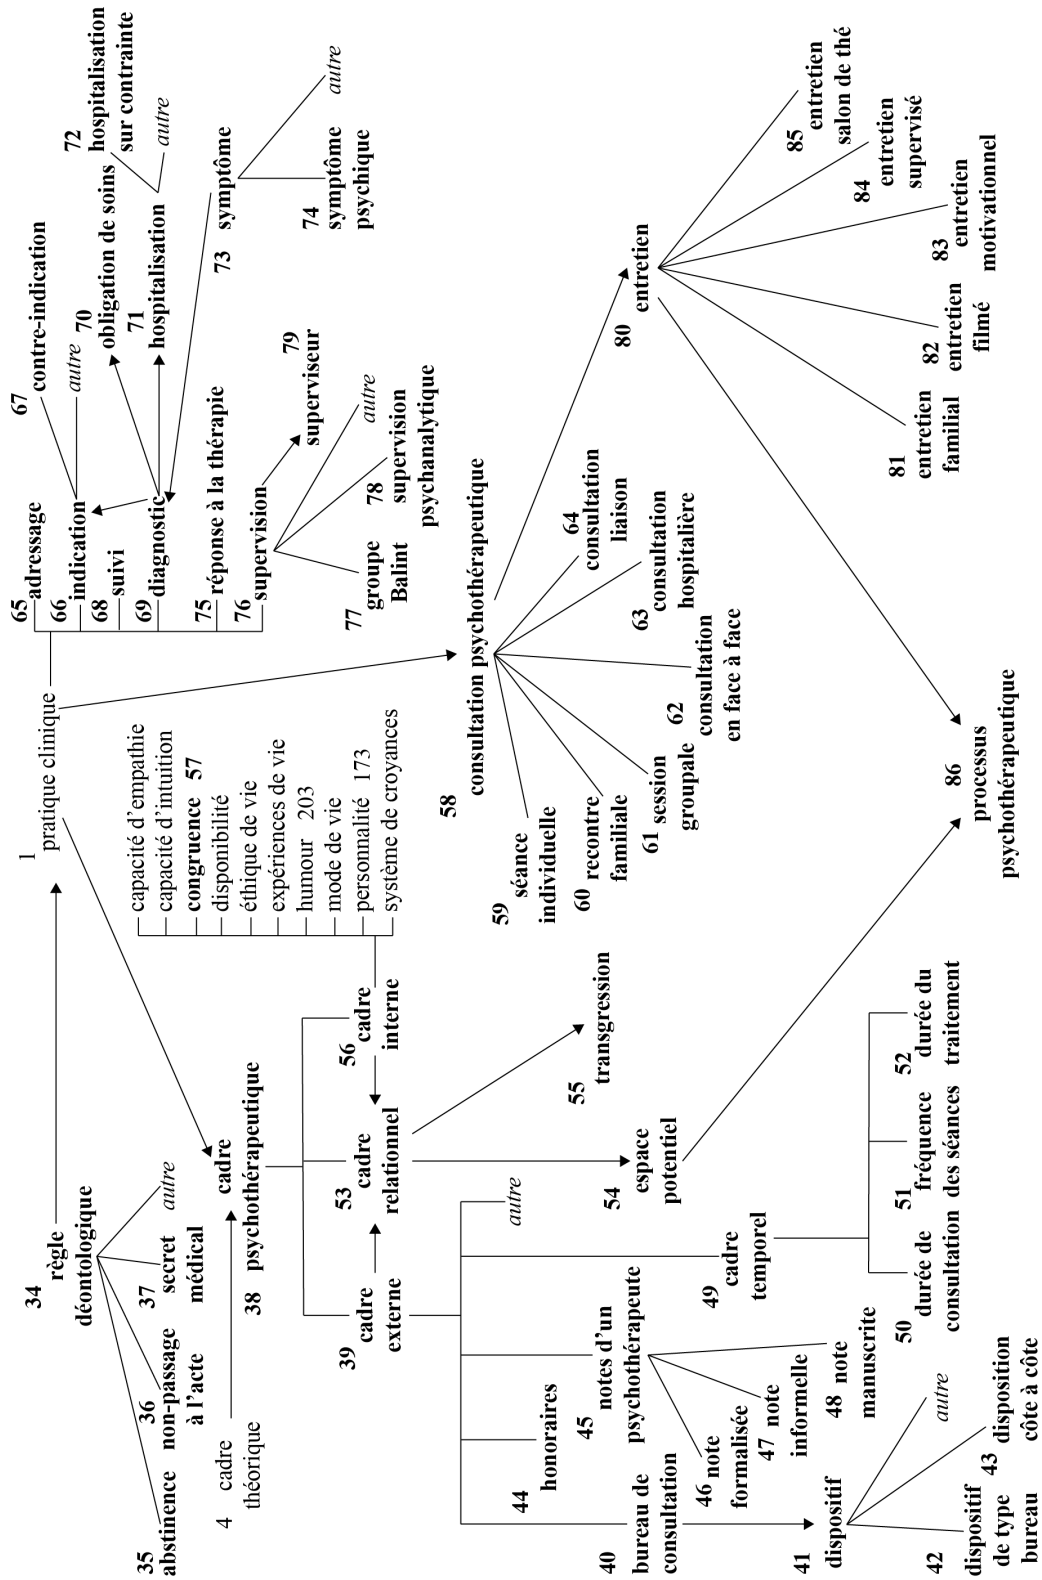 34 règle
déontologique
35
abstinence
36
non-passage
à l'acte
37
secret
médical
autre
4 cadre
théorique
1
pratique clinique
38
cadre
psychothérapeutique
39
cadre
externe
53 cadre
relationnel
56 cadre
interne
capacité d'empathie
capacité d'intuition
congruence 57
disponibilité
éthique de vie
expériences de vie
humour 203
mode de vie
personnalité 173
système de croyances
40
bureau de
consultation
41
dispositif
42
dispositif
de type
bureau
43 disposition
côte à côte
autre
44
honoraires
45
notes d'un
psychothérapeute
46 note
formalisée
47 note
informelle
48 note
manuscrite
49
cadre
temporel
autre
50 durée de
consultation
51 fréquence
des séances
52 durée du
traitement
54 espace
potentiel
55
transgression
58
consultation psychothérapeutique
59 séance
individuelle
60 recontre
familiale
61 session
groupale
62
consultation
en face à face
63
consultation
hospitalière
64
consultation
liaison
65
adressage
66
indication
67
contre-indication
autre
68
suivi
69
diagnostic
70
obligation de soins
71
hospitalisation
72
hospitalisation
sur contrainte
autre
73 symptôme
74
symptôme
psychique
autre
75
réponse à la thérapie
76
supervision
77
groupe
Balint
78
supervision
psychanalytique
autre
79
superviseur
80
entretien
81
entretien
familial
82
entretien
filmé
83
entretien
motivationnel
84
entretien
supervisé
85
entretien
salon de thé
86
processus
psychothérapeutique